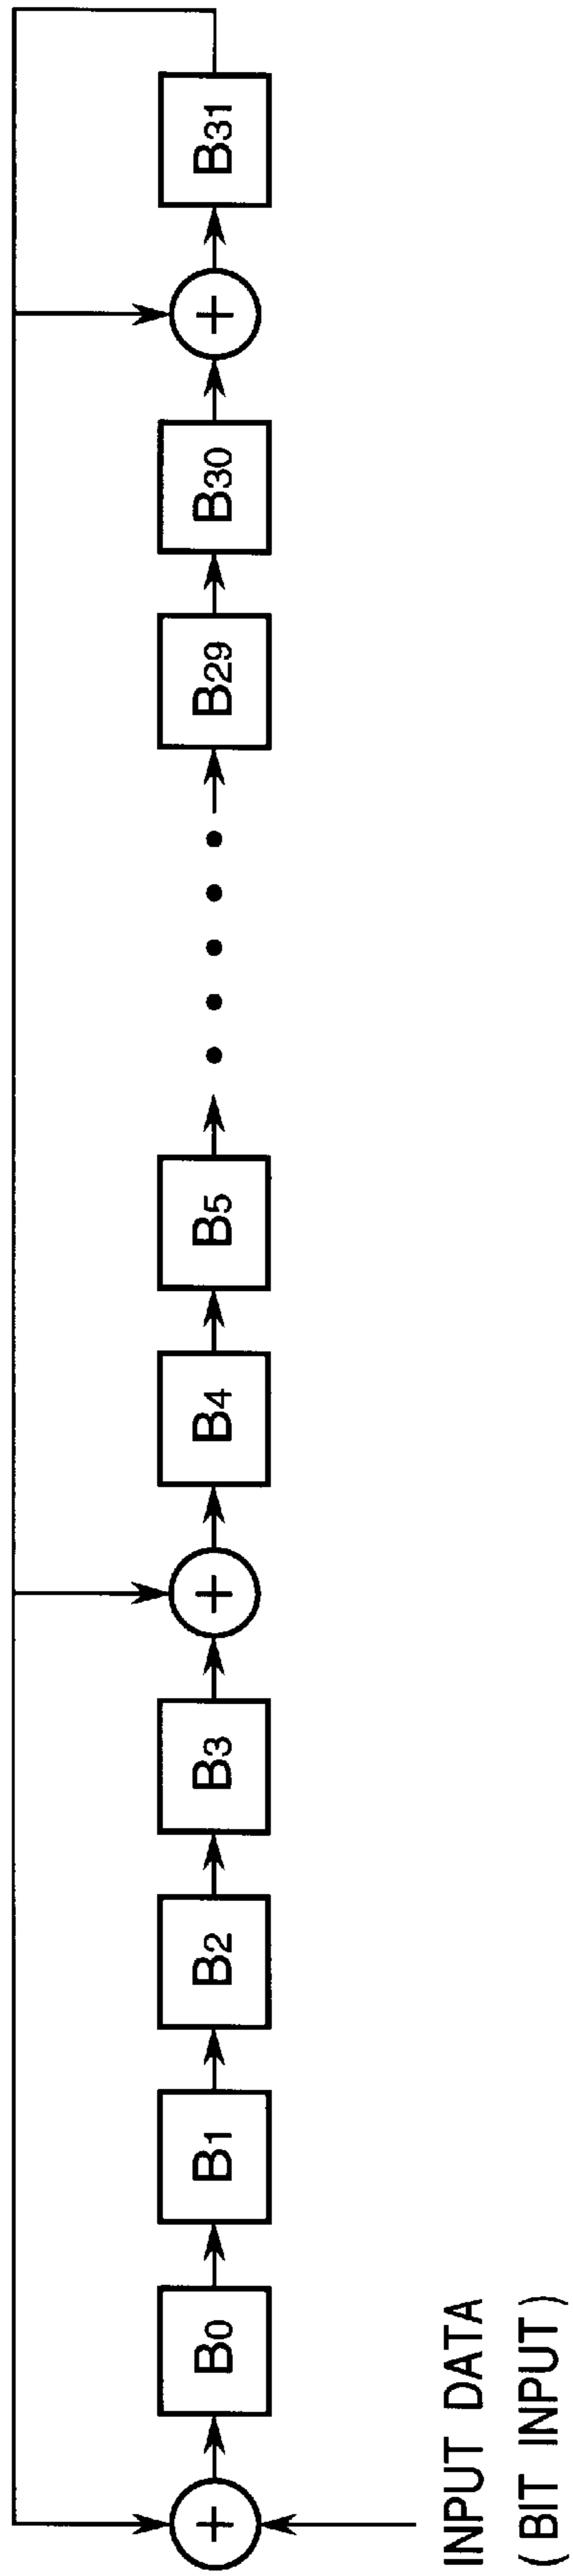 B0
B1
B2
B3
B4
B5
B29
B30
B31
+
+
+
INPUT DATA
(BIT INPUT)